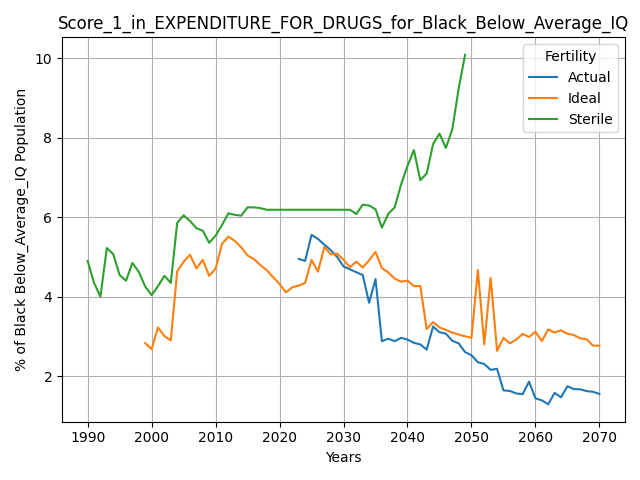 Score_1_in_EXPENDITURE_FOR_DRUGS_for_Black_Below_Average_IQ
Fertility
Actual
Ideal
Sterile
% of Black Below_Average_IQ Population
10
8
6
4
2
1990 2000 2010 2020 2030 2040 2050 2060 2070
Years